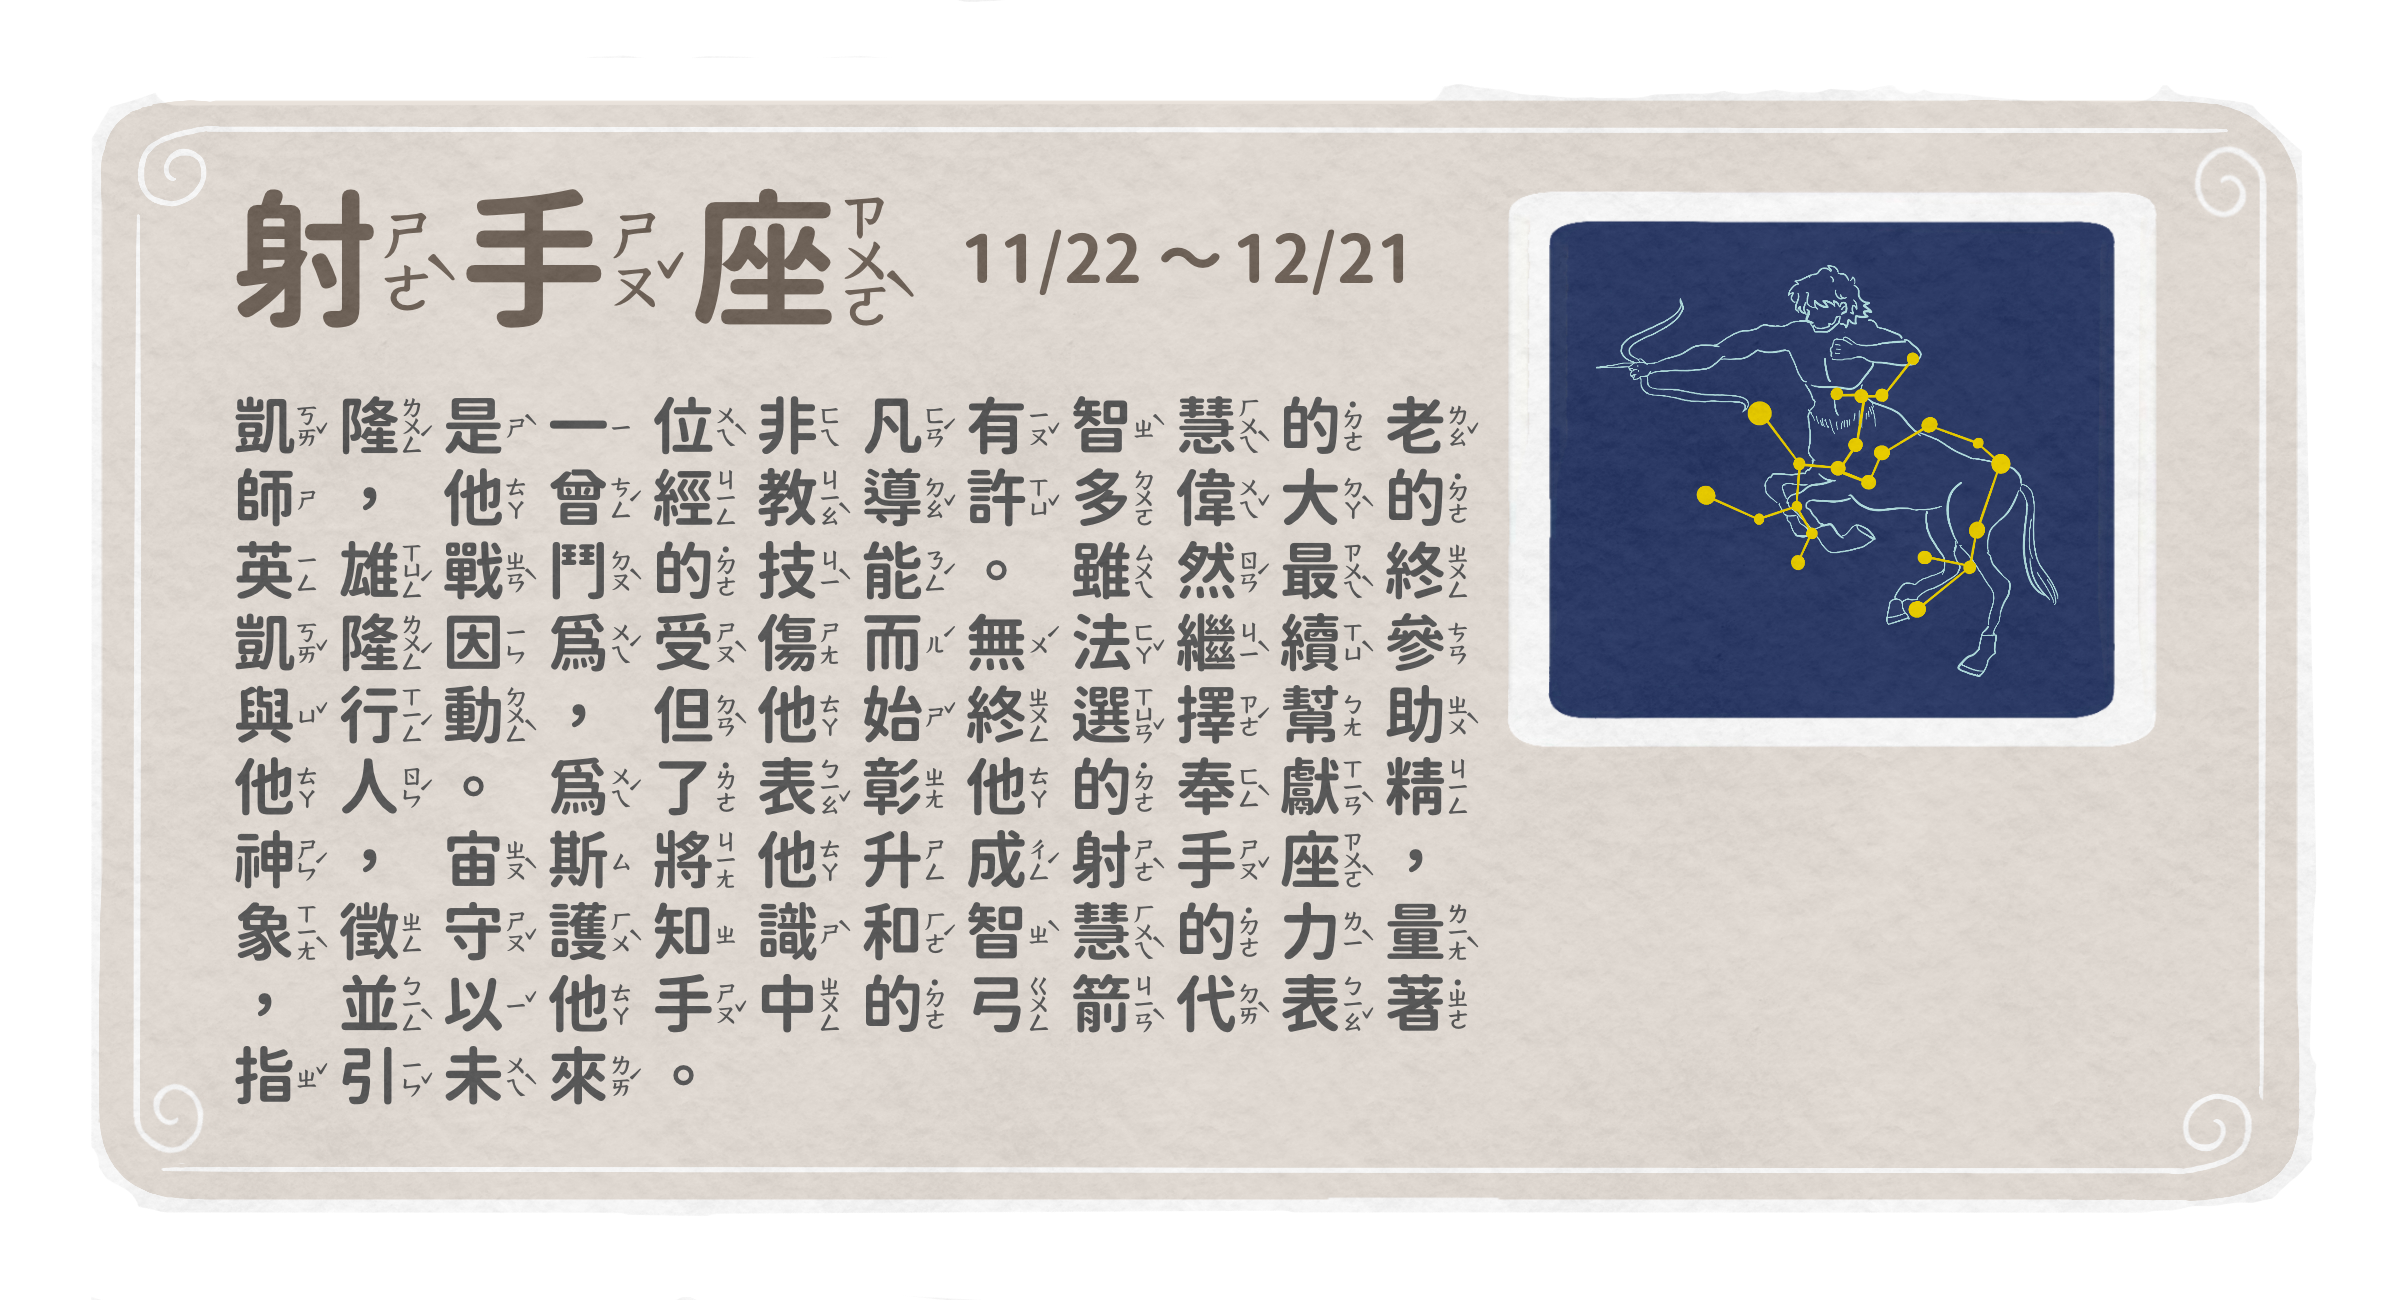 射手座 11/22～12/21
凱隆是一位非凡有智慧的老
師，他曾經教導許多偉大的
英雄戰鬥的技能。雖然最終
凱隆因為受傷而無法繼續參
與行動，但他始終選擇幫助
他人。為了表彰他的奉獻精
神，宙斯將他升成射手座，
象徵守護知識和智慧的力量
，並以他手中的弓箭代表著
指引未來。